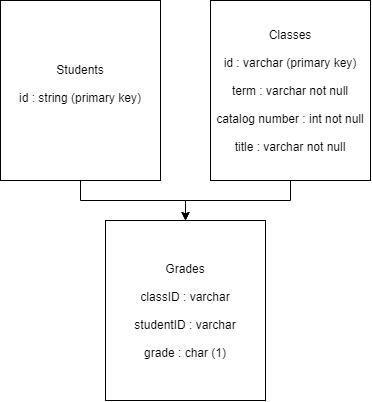 Students
id : string (primary key)
Classes
id : varchar (primary key)
term : varchar not null
catalog number : int not null
title : varchar not null
Grades
classID : varchar
studentID : varchar
grade : char (1)